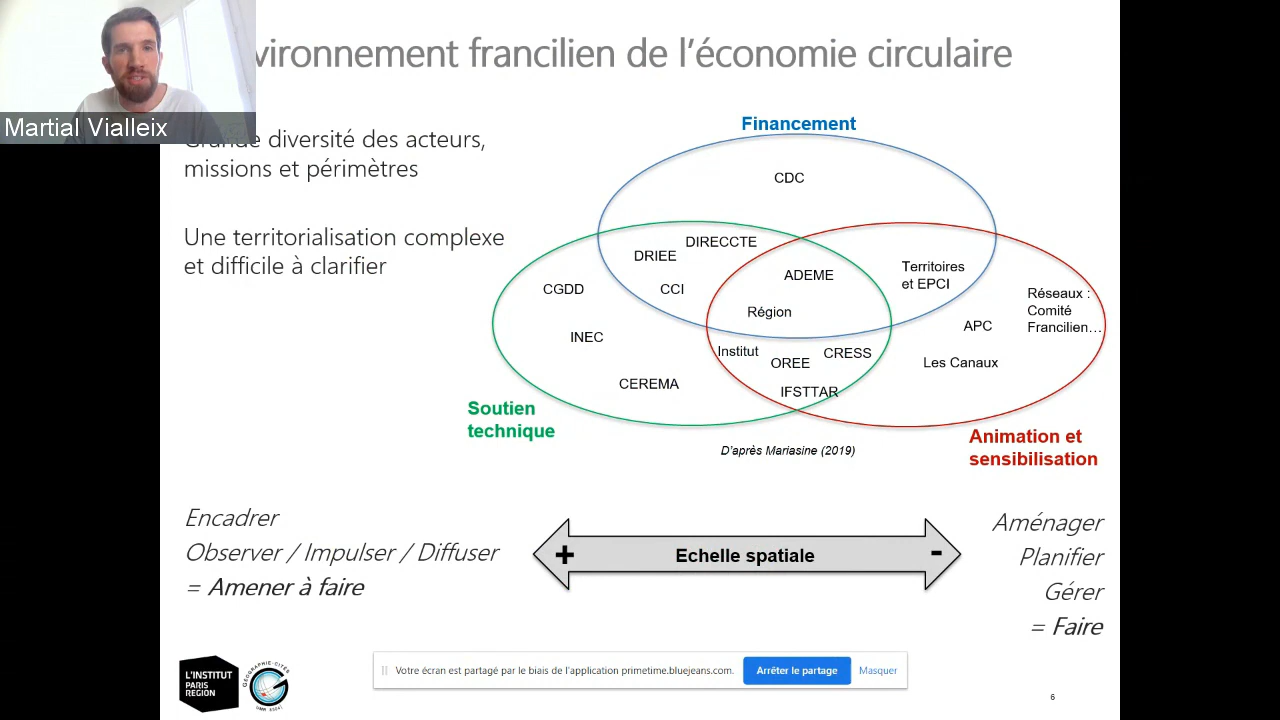 vironnement francilien de l'économie circulaire
Martial Vialleix
Grande diversité des acteurs,
missions et périmètres
Une territorialisation complexe
et difficile à clarifier
Financement
CDC
DIRECCTE
DRIEE
ADEME
Territoires
et EPCI
CGDD
CCI
Réseaux :
Comité
Francilien…
Région
APC
INEC
Institut
OREE
CRESS
Les Canaux
CEREMA
IFSTTAR
Soutien
technique
Animation et
sensibilisation
D'après Mariasine (2019)
Encadrer
Observer / Impulser / Diffuser
= Amener à faire
+
Echelle spatiale
-
Aménager
Planifier
Gérer
= Faire
L'INSTITUT
PARIS
REGION
GÉOGRAPHIE-CITÉS
Votre écran est partagé par le biais de l'application primetime.bluejeans.com.
Arrêter le partage
Masquer
6